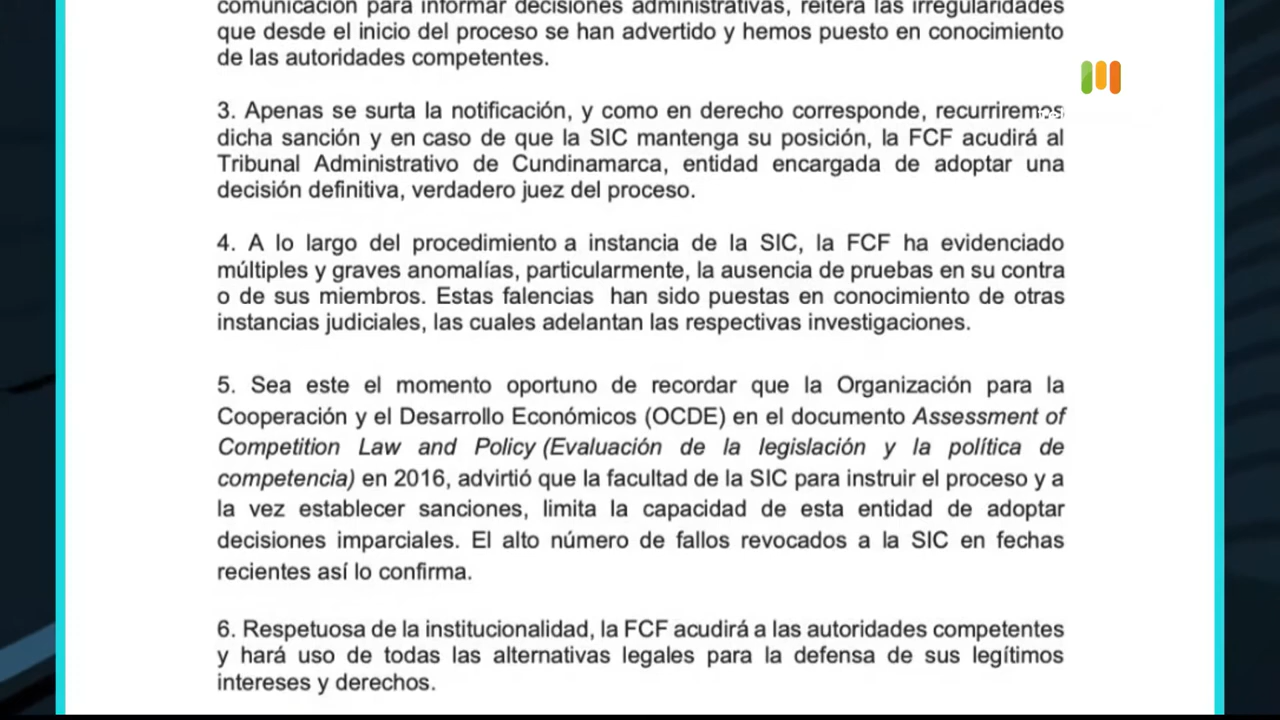 comunicación para informar decisiones administrativas, reitera las irregularidades
que desde el inicio del proceso se han advertido y hemos puesto en conocimiento
de las autoridades competentes.
3. Apenas se surta la notificación, y como en derecho corresponde, recurriremos
dicha sanción y en caso de que la SIC mantenga su posición, la FCF acudirá al
Tribunal Administrativo de Cundinamarca, entidad encargada de adoptar una
decisión definitiva, verdadero juez del proceso.
4. A lo largo del procedimiento a instancia de la SIC, la FCF ha evidenciado
múltiples y graves anomalías, particularmente, la ausencia de pruebas en su contra
o de sus miembros. Estas falencias han sido puestas en conocimiento de otras
instancias judiciales, las cuales adelantan las respectivas investigaciones.
5. Sea este el momento oportuno de recordar que la Organización para la
Cooperación y el Desarrollo Económicos (OCDE) en el documento Assessment of
Competition Law and Policy (Evaluación de la legislación y la política de
competencia) en 2016, advirtió que la facultad de la SIC para instruir el proceso y a
la vez establecer sanciones, limita la capacidad de esta entidad de adoptar
decisiones imparciales. El alto número de fallos revocados a la SIC en fechas
recientes así lo confirma.
6. Respetuosa de la institucionalidad, la FCF acudirá a las autoridades competentes
y hará uso de todas las alternativas legales para la defensa de sus legítimos
intereses y derechos.